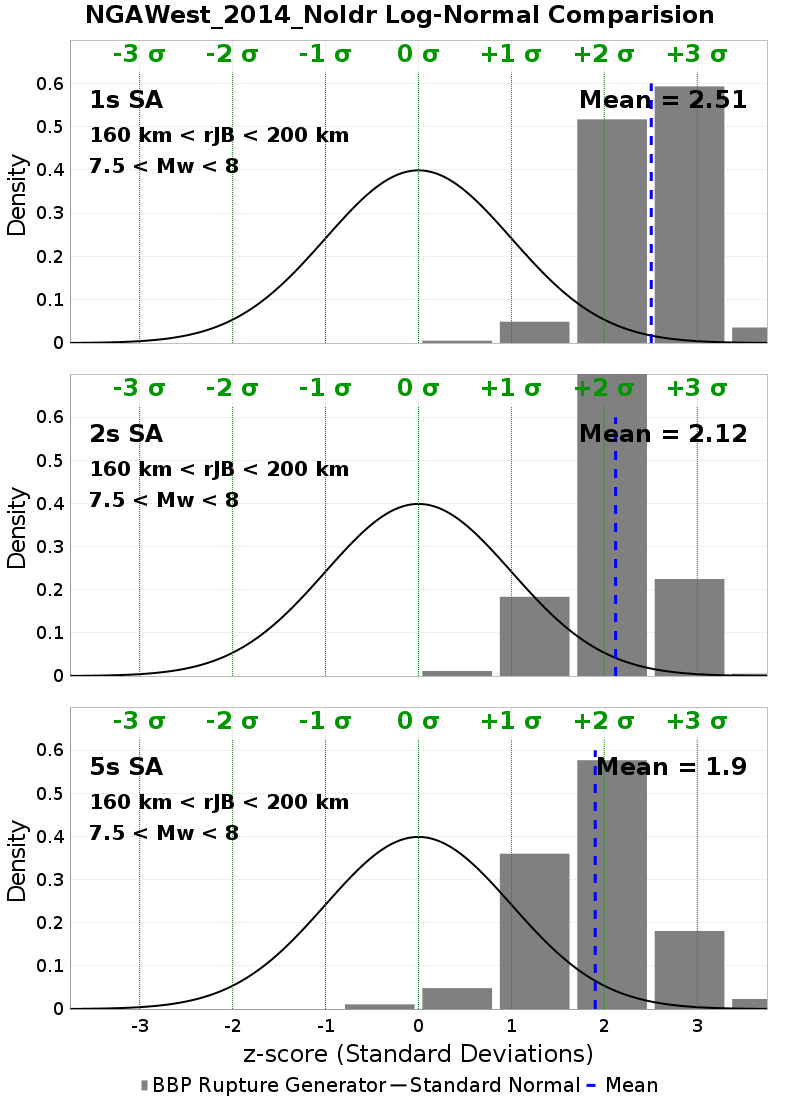 NGAWest_2014_NoIdr Log-Normal Comparision
-3 σ -2 σ -1 σ 0 σ +1 σ +2 σ +3 σ
1s SA
Mean = 2.51
160 km < rJB < 200 km
7.5 < Mw < 8
Density
0.6
0.5
0.4
0.3
0.2
0.1
0
-3 σ -2 σ -1 σ 0 σ +1 σ +2 σ +3 σ
2s SA
Mean = 2.12
160 km < rJB < 200 km
7.5 < Mw < 8
Density
0.6
0.5
0.4
0.3
0.2
0.1
0
-3 σ -2 σ -1 σ 0 σ +1 σ +2 σ +3 σ
5s SA
Mean = 1.9
160 km < rJB < 200 km
7.5 < Mw < 8
Density
0.6
0.5
0.4
0.3
0.2
0.1
0
-3 -2 -1 0 1 2 3
z-score (Standard Deviations)
BBP Rupture Generator Standard Normal Mean